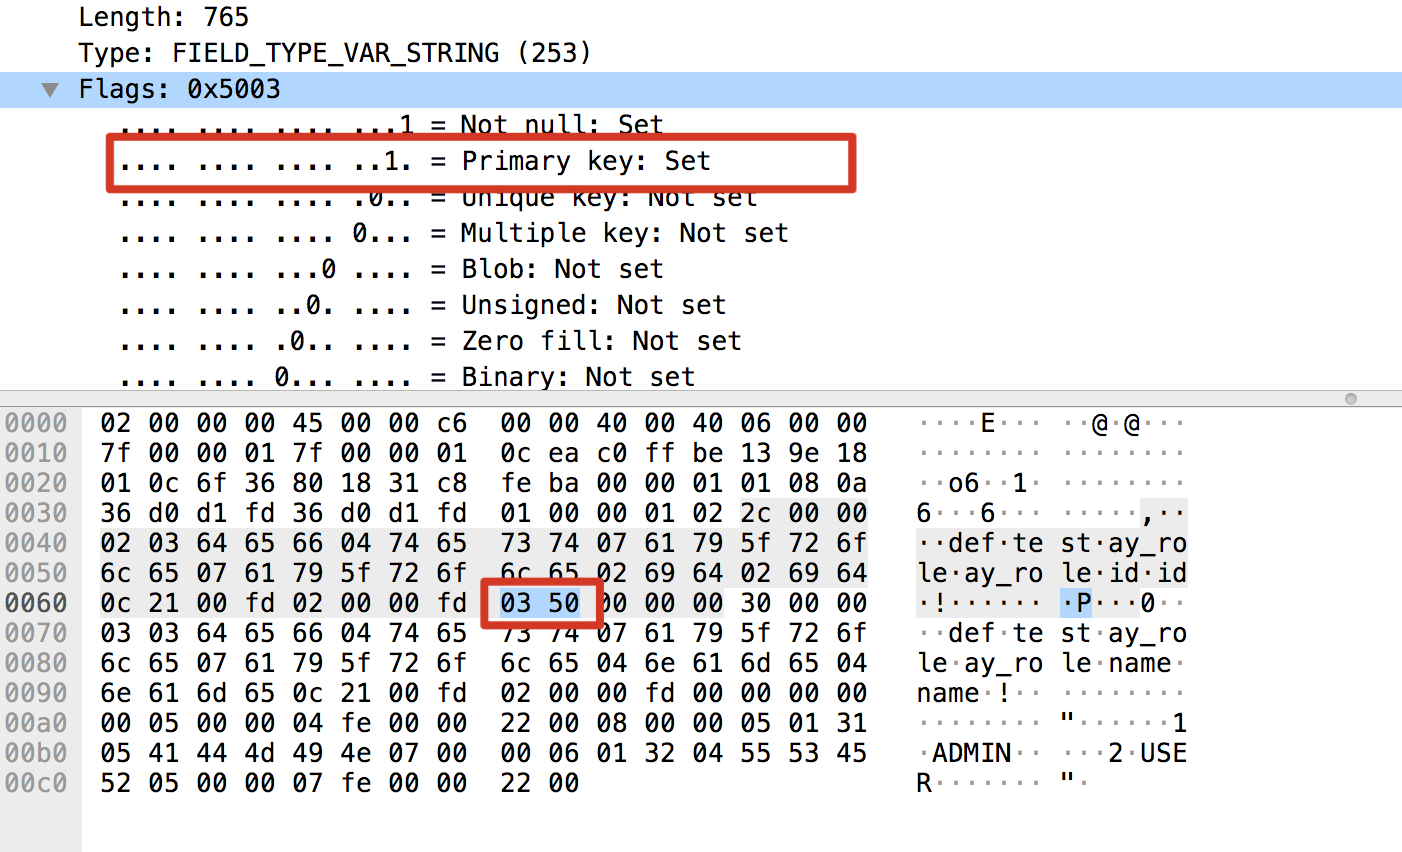 Length: 765
Type: FIELD_TYPE_VAR_STRING (253)
▼ Flags: 0x5003
.... .... .... ...1 = Not null: Set
.... .... .... ..1. = Primary key: Set
.... .... .... .0.. = Unique key: Not set
.... .... .... 0... = Multiple key: Not set
.... .... ...0 .... = Blob: Not set
.... .... ..0. .... = Unsigned: Not set
.... .... .0.. .... = Zero fill: Not set
.... .... 0... .... = Binary: Not set
0000 02 00 00 00 45 00 00 c6 00 00 40 00 40 06 00 00 ····E··· ··@·@···
0010 7f 00 00 01 7f 00 00 01 0c ea c0 ff be 13 9e 18 ········ ········
0020 01 0c 6f 36 80 18 31 c8 fe ba 00 00 01 01 08 0a ··o6··1· ········
0030 36 d0 d1 fd 36 d0 d1 fd 01 00 00 01 02 2c 00 00 6···6··· ·····,··
0040 02 03 64 65 66 04 74 65 73 74 07 61 79 5f 72 6f ··def·te st·ay_ro
0050 6c 65 07 61 79 5f 72 6f 6c 65 02 69 64 02 69 64 le·ay_ro le·id·id
0060 0c 21 00 fd 02 00 00 fd 03 50 00 00 00 30 00 00 ·!······ ·P···0··
0070 03 03 64 65 66 04 74 65 73 74 07 61 79 5f 72 6f ··def·te st·ay_ro
0080 6c 65 07 61 79 5f 72 6f 6c 65 04 6e 61 6d 65 04 le·ay_ro le·name·
0090 6e 61 6d 65 0c 21 00 fd 02 00 00 fd 00 00 00 00 name·!·· ········
00a0 00 05 00 00 04 fe 00 00 22 00 08 00 00 05 01 31 ········ "······1
00b0 05 41 44 4d 49 4e 07 00 00 06 01 32 04 55 53 45 ·ADMIN·· ···2·USE
00c0 52 05 00 00 07 fe 00 00 22 00 R······· "·